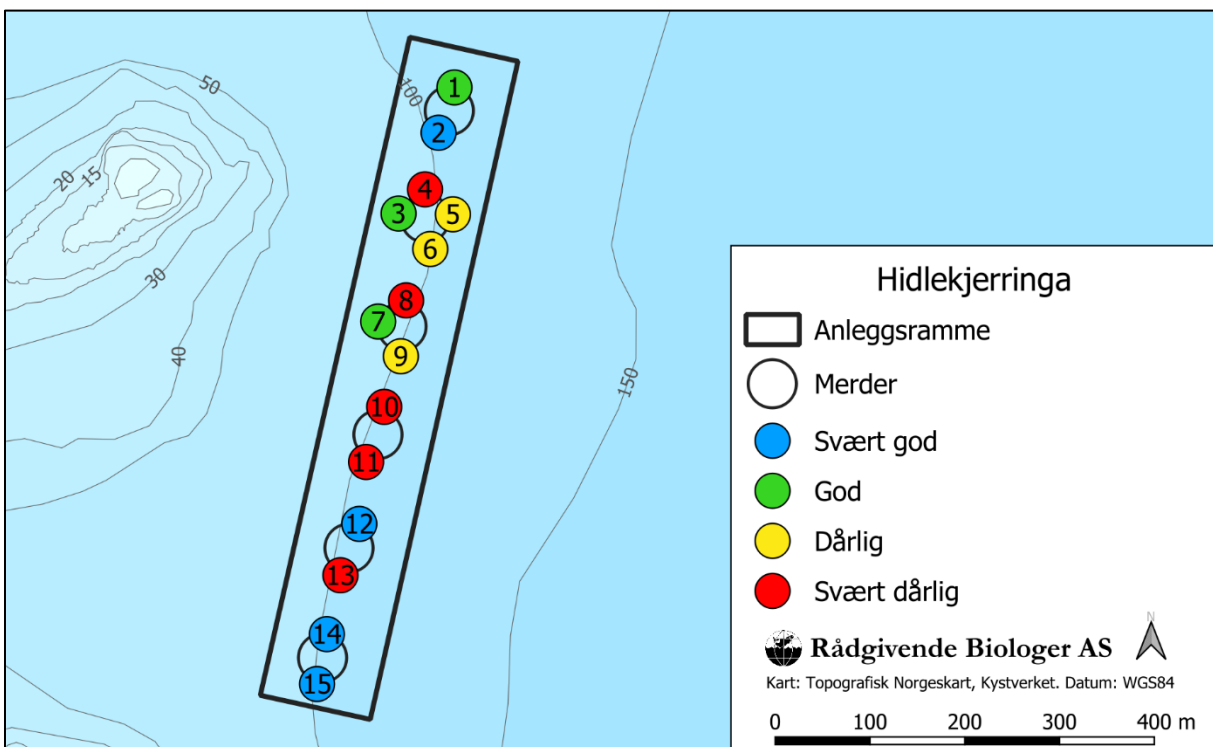 50
100
1
2
20
15
4
3
5
6
30
8
7
9
40
150
10
11
12
13
14
15
Hidlekjerringa
Anleggsramme
Merder
Svært god
God
Dårlig
Svært dårlig
N
Rådgivende Biologer AS
Kart: Topografisk Norgeskart, Kystverket. Datum: WGS84
0 100 200 300 400 m